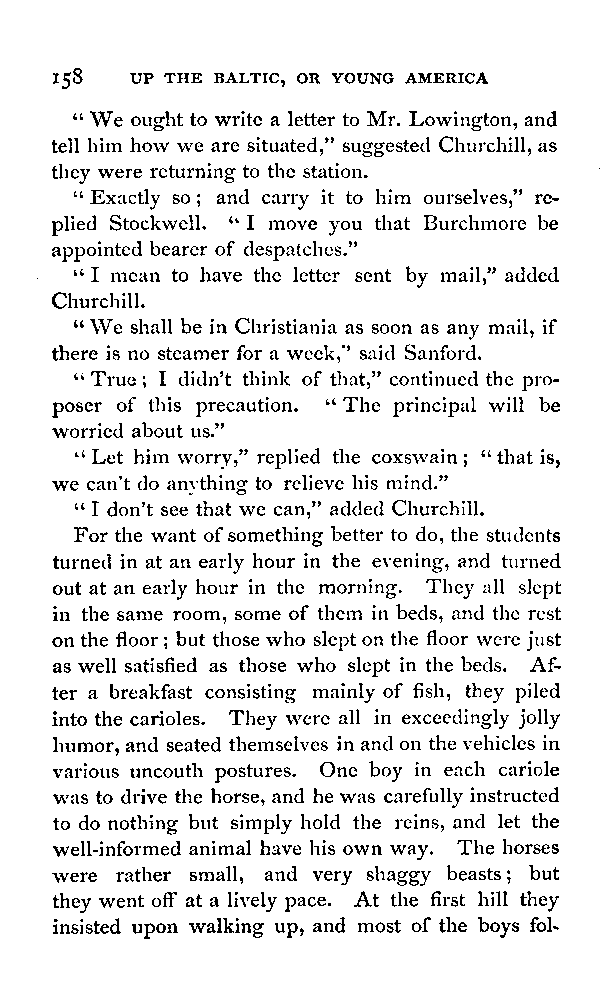 158 UP THE BALTIC, OR YOUNG AMERICA
“ We ought to write a letter to Mr. Lowington, and
tell him how we are situated,” suggested Churchill, as
they were returning to the station.
“ Exactly so ; and carry it to him ourselves,” re-
plied Stockwell. “ I move you that Burchmore be
appointed bearer of despatches.”
“ I mean to have the letter sent by mail,” added
Churchill.
“ We shall be in Christiania as soon as any mail, if
there is no steamer for a week,” said Sanford.
“ True ; I didn’t think of that,” continued the pro-
poser of this precaution. “ The principal will be
worried about us.”
“ Let him worry,” replied the coxswain ; “ that is,
we can’t do anything to relieve his mind.”
“ I don’t see that we can,” added Churchill.
For the want of something better to do, the students
turned in at an early hour in the evening, and turned
out at an early hour in the morning. They all slept
in the same room, some of them in beds, and the rest
on the floor ; but those who slept on the floor were just
as well satisfied as those who slept in the beds. Af-
ter a breakfast consisting mainly of fish, they piled
into the carioles. They were all in exceedingly jolly
humor, and seated themselves in and on the vehicles in
various uncouth postures. One boy in each cariole
was to drive the horse, and he was carefully instructed
to do nothing but simply hold the reins, and let the
well-informed animal have his own way. The horses
were rather small, and very shaggy beasts ; but
they went off at a lively pace. At the first hill they
insisted upon walking up, and most of the boys fol-